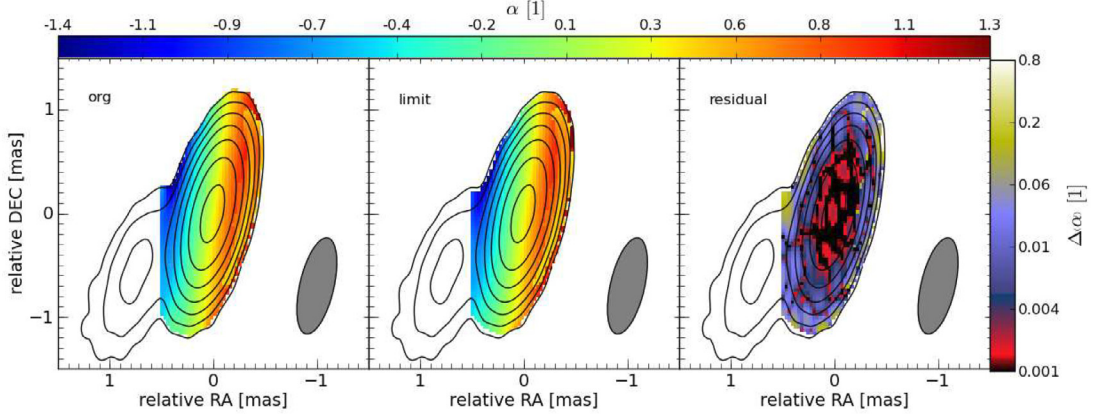 α [1]
-1.4 -1.1 -0.7 -0.4 -0.2 0.1 0.3 0.6 0.8 1.1 1.3
org limit residual
relative DEC [mas]
1
0
−1
0.8
0.2
0.06
0.01
0.004
0.001
Δα [1]
1 0 −1 1 0 −1 1 0 −1
relative RA [mas] relative RA [mas] relative RA [mas]